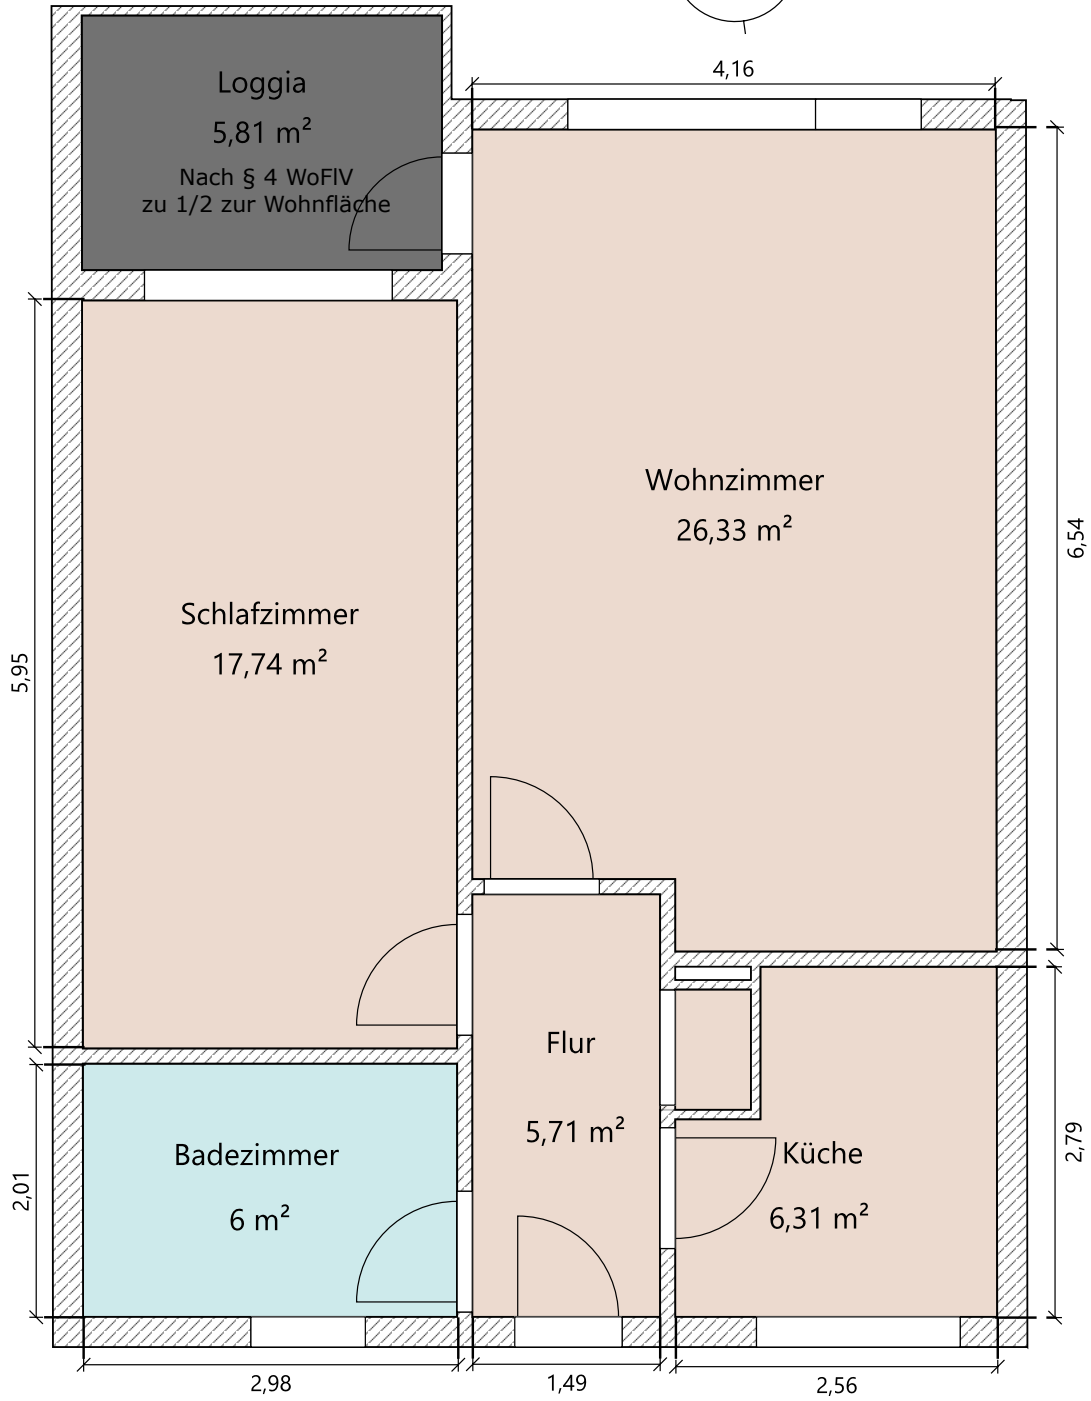 Loggia
5,81 m²
Nach § 4 WoFlV
zu 1/2 zur Wohnfläche
4,16
Wohnzimmer
26,33 m²
6,54
Schlafzimmer
17,74 m²
5,95
Flur
5,71 m²
Badezimmer
6 m²
2,01
Küche
6,31 m²
2,79
2,98
1,49
2,56